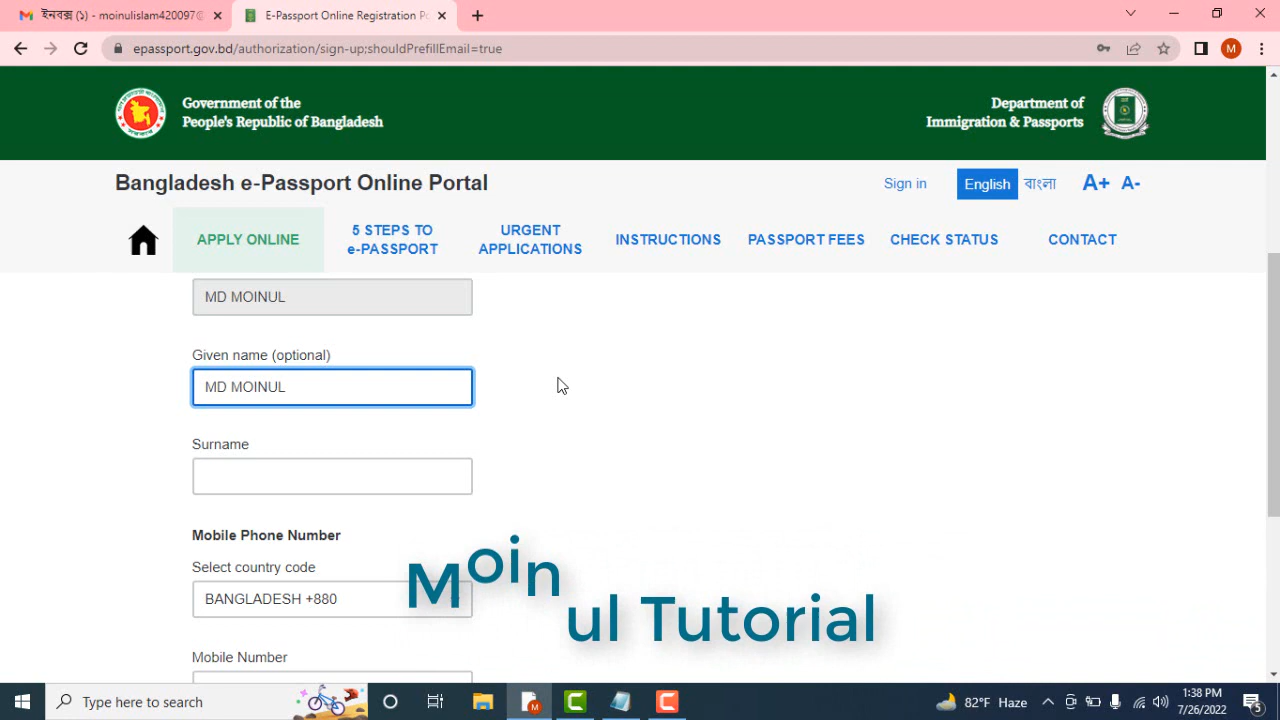 ইনবক্স (১) - moinulislam420097@
E-Passport Online Registration Po
epassport.gov.bd/authorization/sign-up;shouldPrefillEmail=true
M
Government of the
People's Republic of Bangladesh
Department of
Immigration & Passports
Bangladesh e-Passport Online Portal
Sign in
English
বাংলা
A+
A-
APPLY ONLINE
5 STEPS TO
e-PASSPORT
URGENT
APPLICATIONS
INSTRUCTIONS
PASSPORT FEES
CHECK STATUS
CONTACT
MD MOINUL
Given name (optional)
MD MOINUL
Surname
Mobile Phone Number
Select country code
BANGLADESH +880
Moinul Tutorial
Mobile Number
Type here to search
82°F Haze
1:38 PM
7/26/2022
5